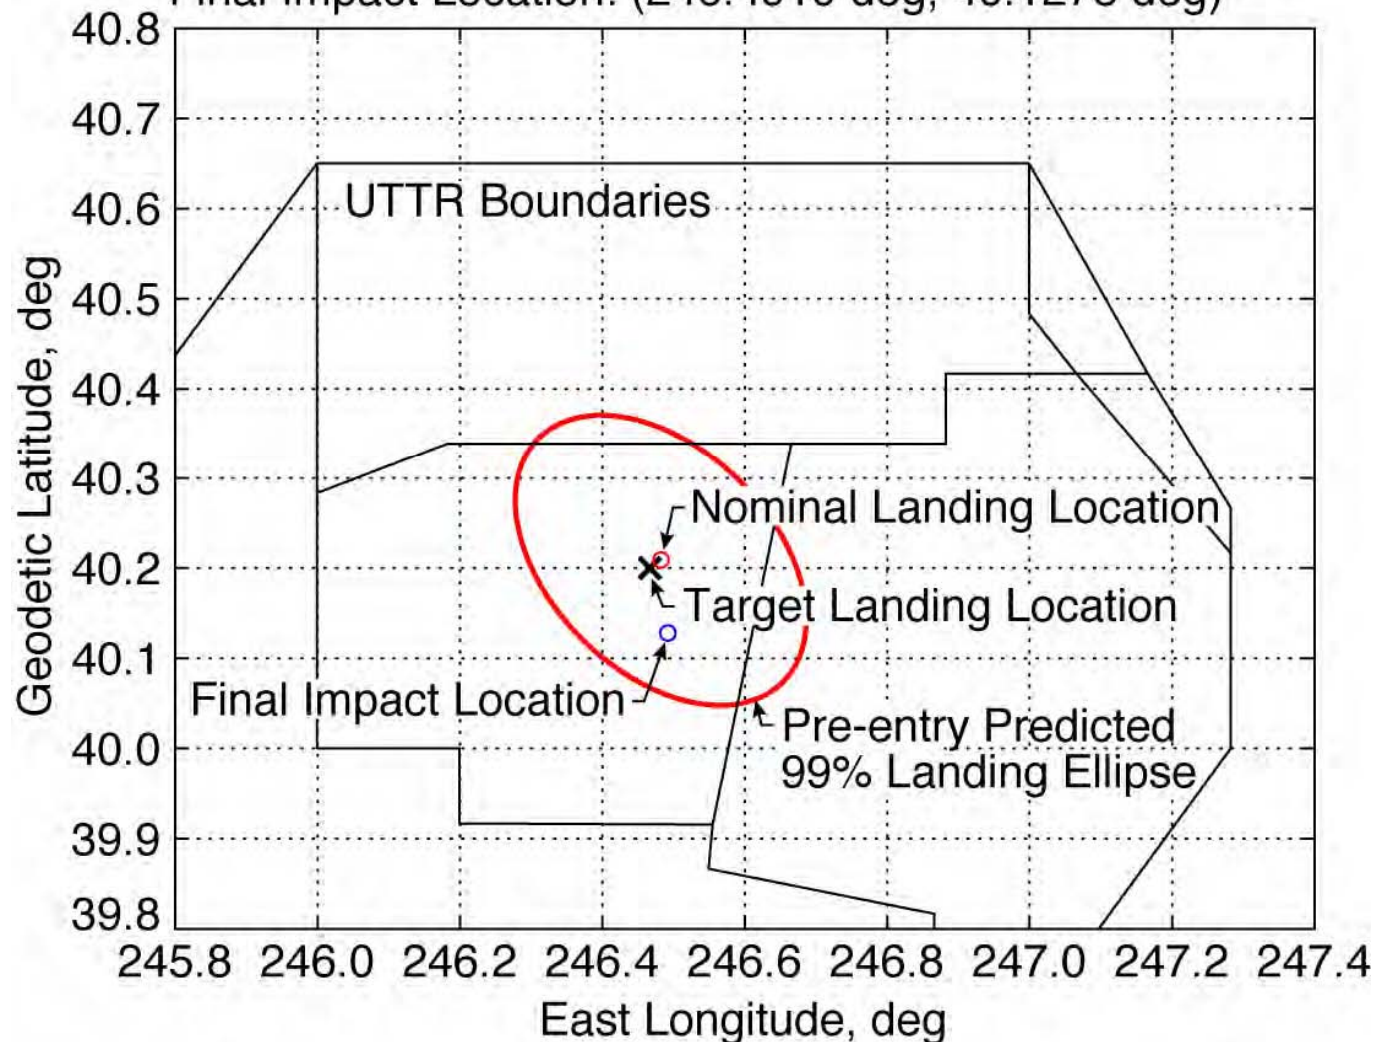 40.8
40.7
40.6
40.5
40.4
40.3
40.2
40.1
40.0
39.9
39.8
Geodetic Latitude, deg
UTTR Boundaries
Nominal Landing Location
Target Landing Location
Final Impact Location
Pre-entry Predicted
99% Landing Ellipse
245.8 246.0 246.2 246.4 246.6 246.8 247.0 247.2 247.4
East Longitude, deg